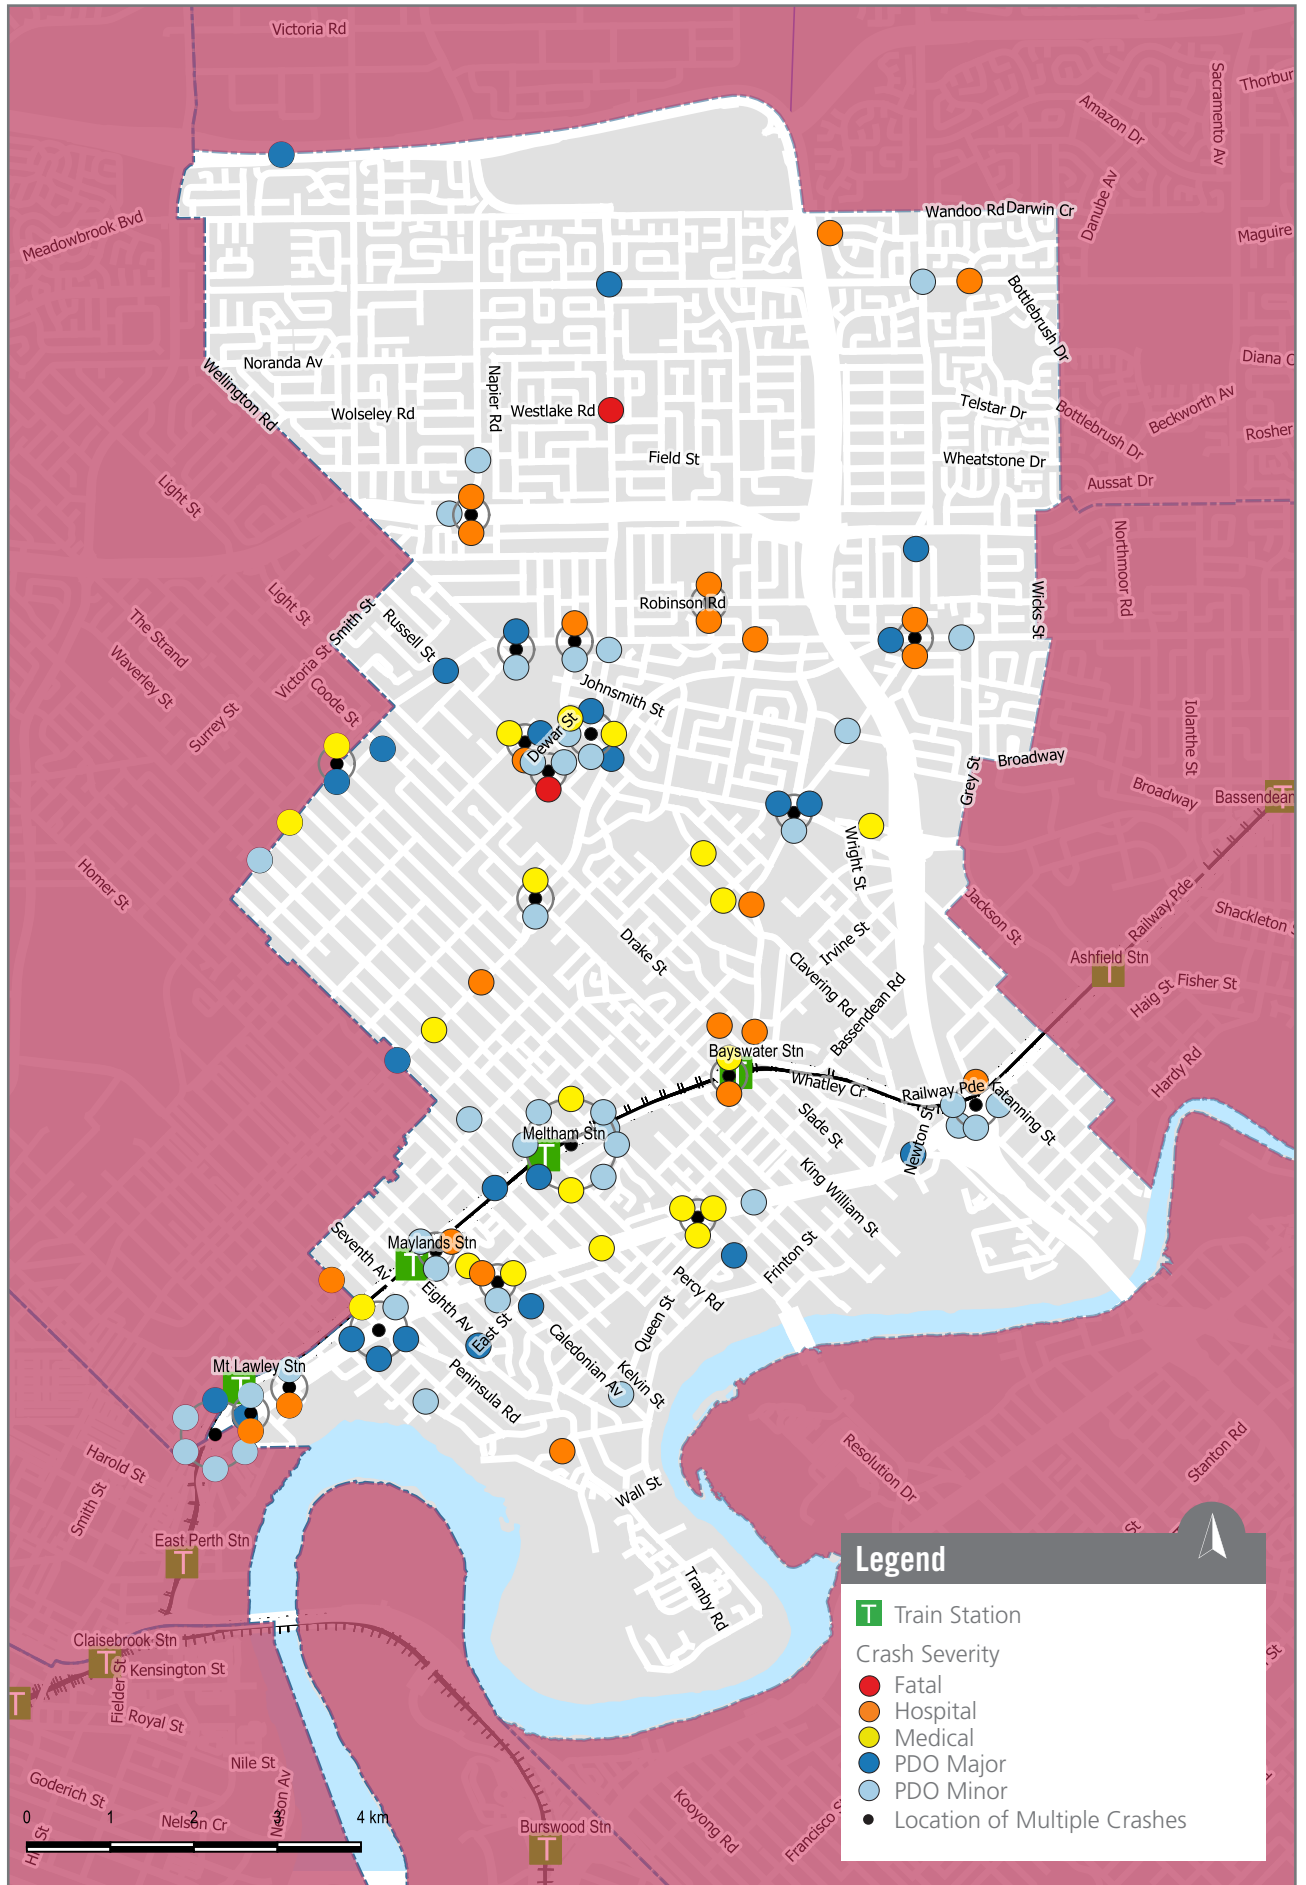 Victoria Rd
Sacramento Av
Amazon Dr
Danube Av
Meadowbrook Bvd
Wandoo Rd
Darwin Cr
Bottlebrush Dr
Noranda Av
Wellington Rd
Wolseley Rd
Napier Rd
Westlake Rd
Field St
Telstar Dr
Bottlebrush Dr
Beckworth Av
Wheatstone Dr
Aussat Dr
Light St
Light St
Smith St
Russell St
Robinson Rd
Wicks St
Northmoor Rd
The Strand
Waverley St
Surrey St
Victoria St
Coode St
Johnsmith St
Dewar St
Iolanthe St
Broadway
Grey St
Broadway
Bassendean
Wright St
Homer St
Drake St
Irvine St
Clavering Rd
Bassendean Rd
Jackson St
Railway Pde
Shackleton
Ashfield Stn
T
Haig St
Fisher St
Hardy Rd
Bayswater Stn
Whatley Cr
Railway Pde
Katanning St
Newton St
Slade St
King William St
Meltham Stn
T
Maylands Stn
T
Seventh Av
Eighth Av
East St
Percy Rd
Frinton St
Queen St
Caledonian Av
Kelvin St
Peninsula Rd
Mt Lawley Stn
T
Harold St
Smith St
East Perth Stn
T
Wall St
Tranby Rd
Resolution Dr
Stanton Rd
Claisebrook Stn
T
Kensington St
Fielder St
Royal St
Nile St
Goderich St
Nelson Cr
Nelson Av
Burswood Stn
T
Kooyong Rd
0 1 2 3 4 km
Legend
T Train Station
Crash Severity
Fatal
Hospital
Medical
PDO Major
PDO Minor
Location of Multiple Crashes